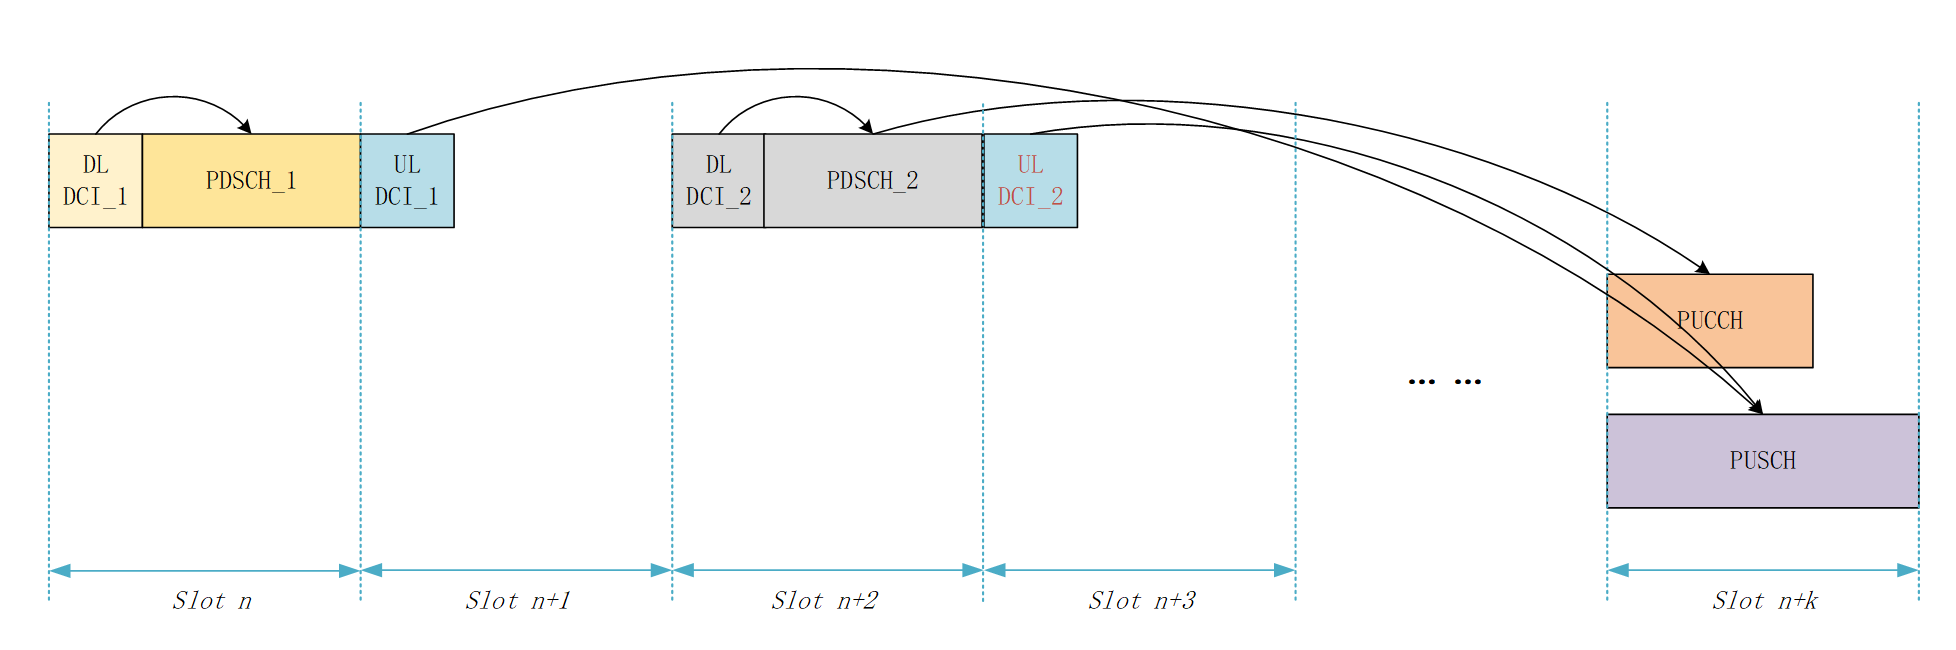 DL
DCI_1
PDSCH_1
UL
DCI_1
DL
DCI_2
PDSCH_2
UL
DCI_2
PUCCH
... ...
PUSCH
Slot n
Slot n+1
Slot n+2
Slot n+3
Slot n+k